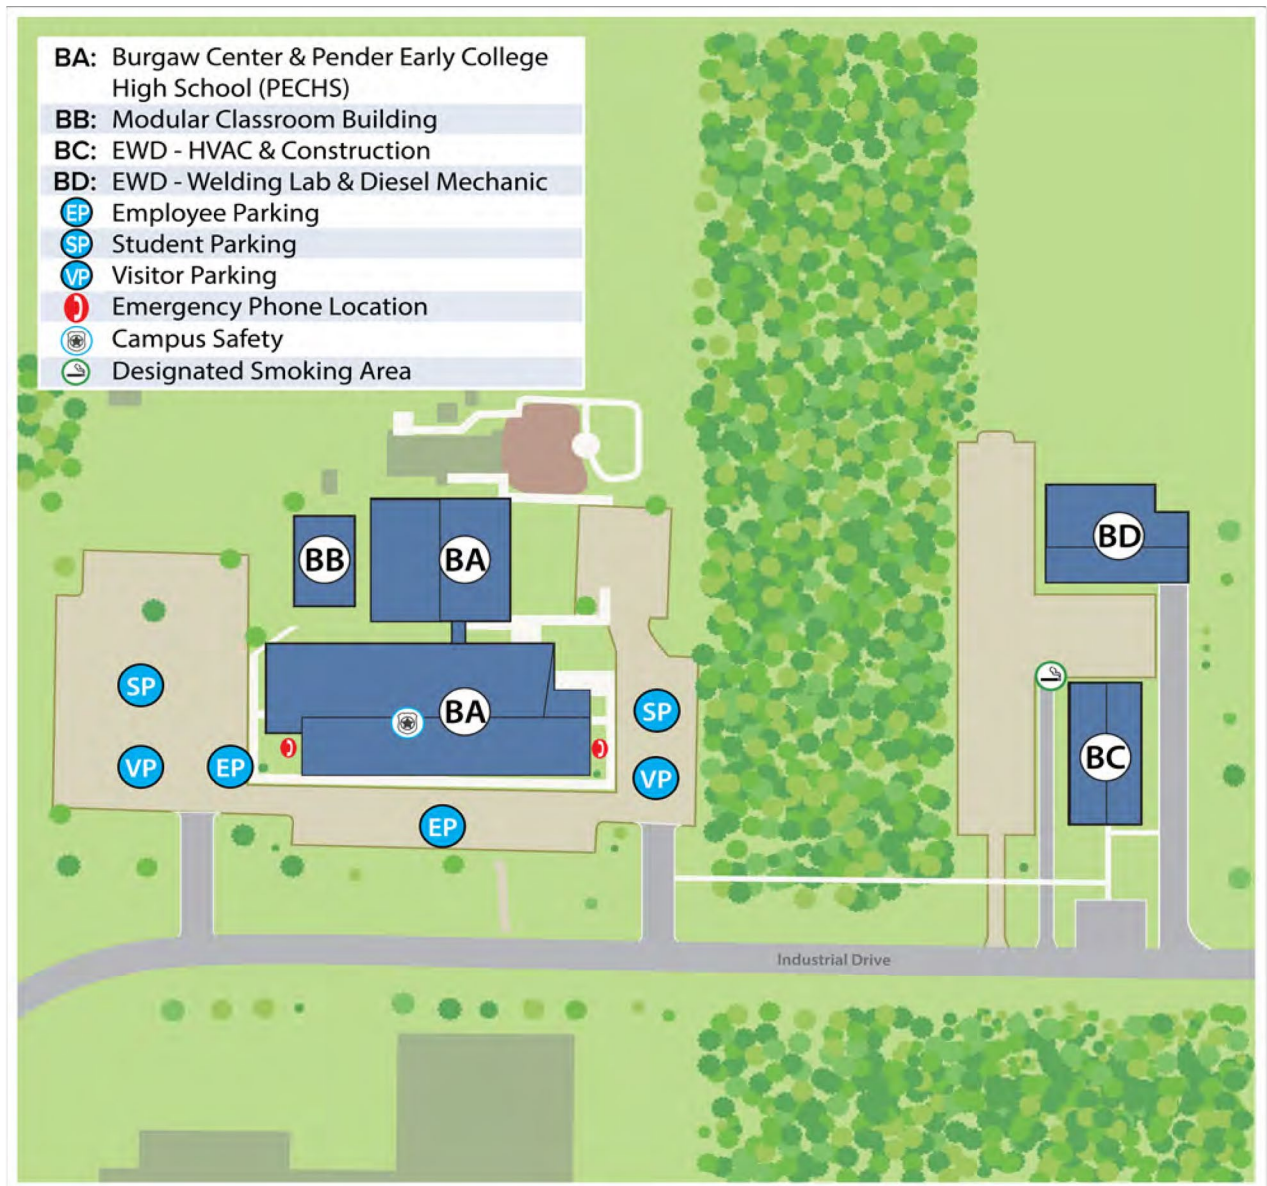 BA: Burgaw Center & Pender Early College
High School (PECHS)
BB: Modular Classroom Building
BC: EWD - HVAC & Construction
BD: EWD - Welding Lab & Diesel Mechanic
EP Employee Parking
SP Student Parking
VP Visitor Parking
Emergency Phone Location
Campus Safety
Designated Smoking Area
BB
BA
BD
SP
BA
SP
VP
EP
VP
BC
EP
Industrial Drive